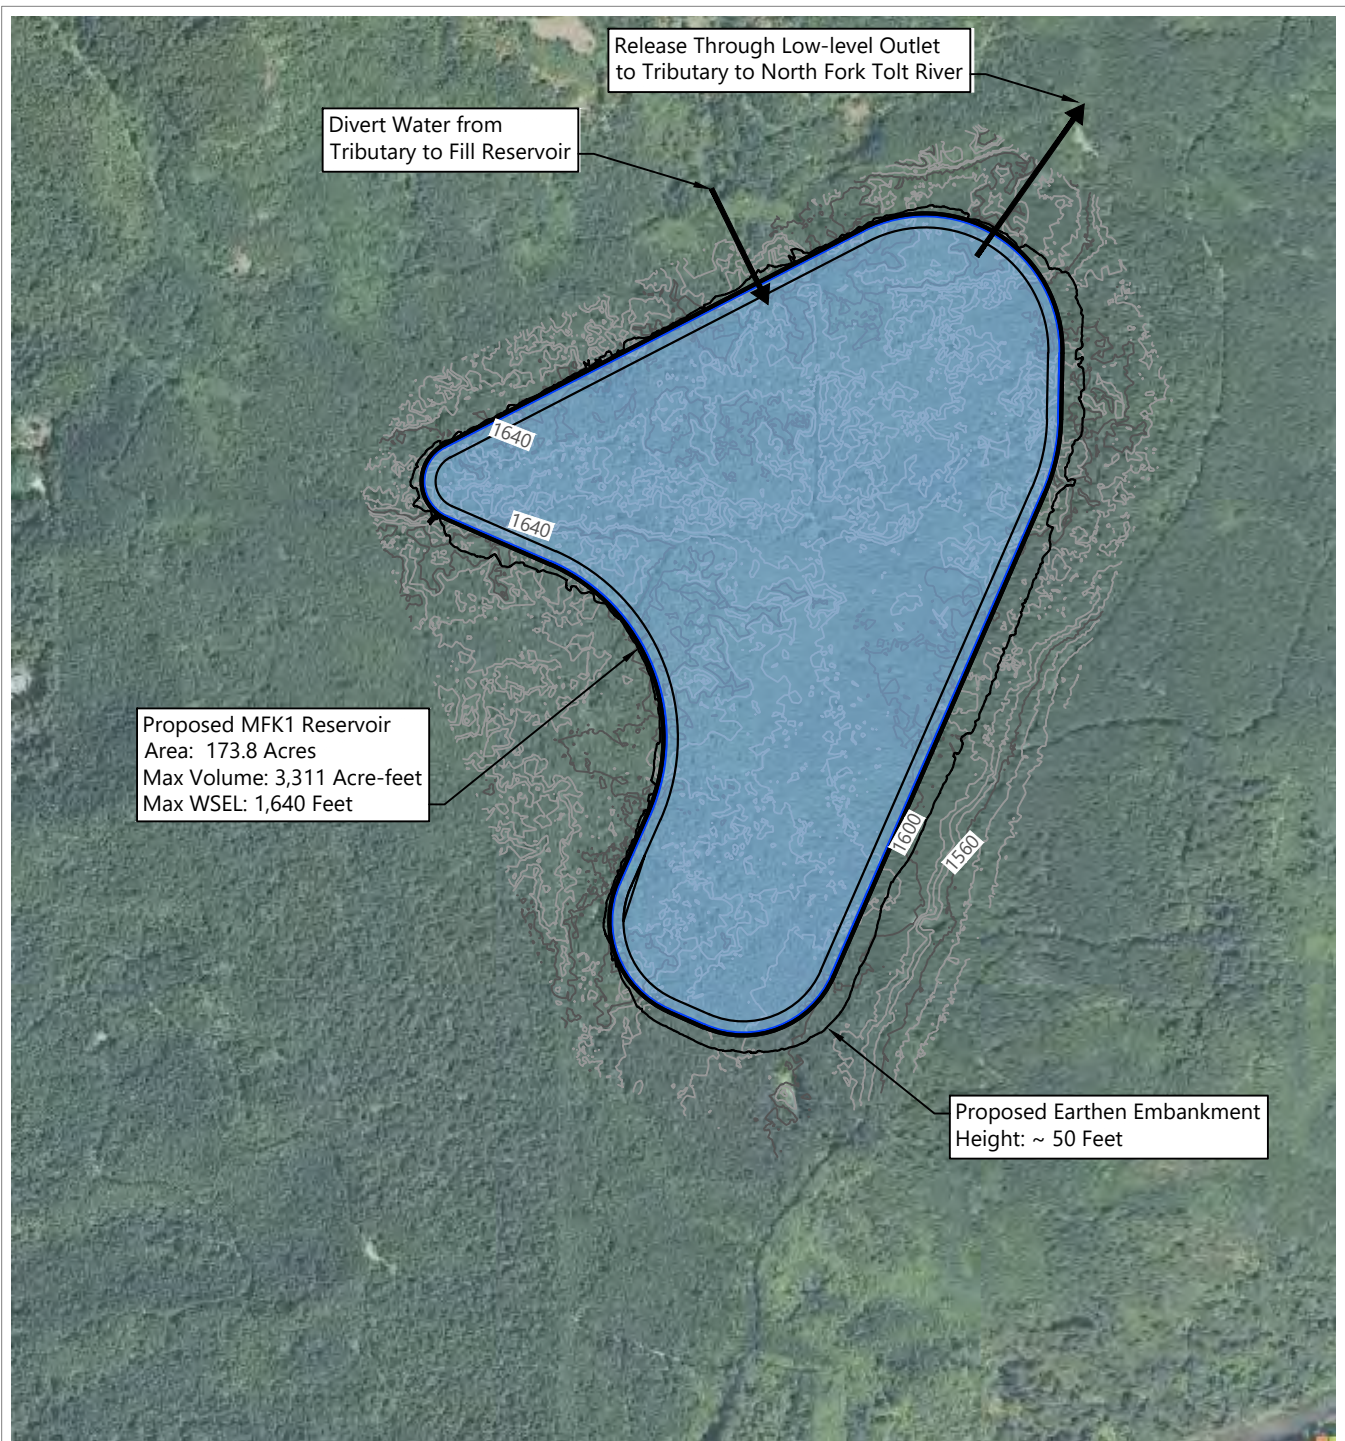 Release Through Low-level Outlet
to Tributary to North Fork Tolt River
Divert Water from
Tributary to Fill Reservoir
1640
1640
Proposed MFK1 Reservoir
Area: 173.8 Acres
Max Volume: 3,311 Acre-feet
Max WSEL: 1,640 Feet
1600
1560
Proposed Earthen Embankment
Height: ~ 50 Feet